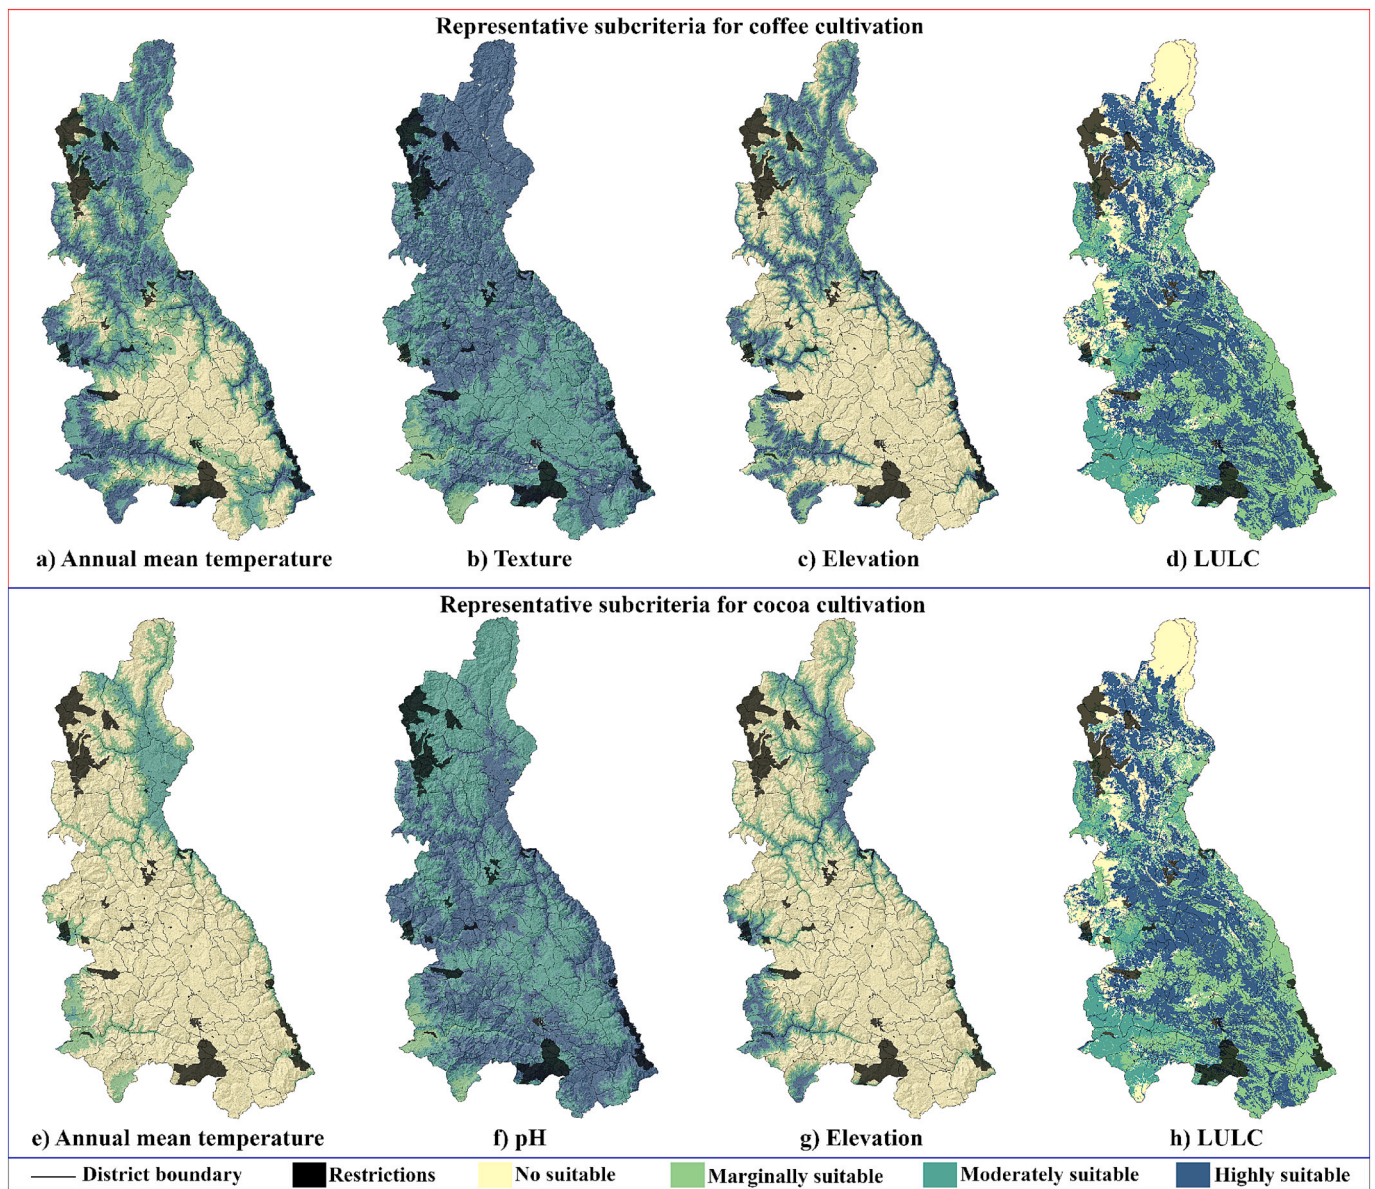 Representative subcriteria for coffee cultivation
a) Annual mean temperature b) Texture c) Elevation d) LULC
Representative subcriteria for cocoa cultivation
e) Annual mean temperature f) pH g) Elevation h) LULC
District boundary Restrictions No suitable Marginally suitable Moderately suitable Highly suitable